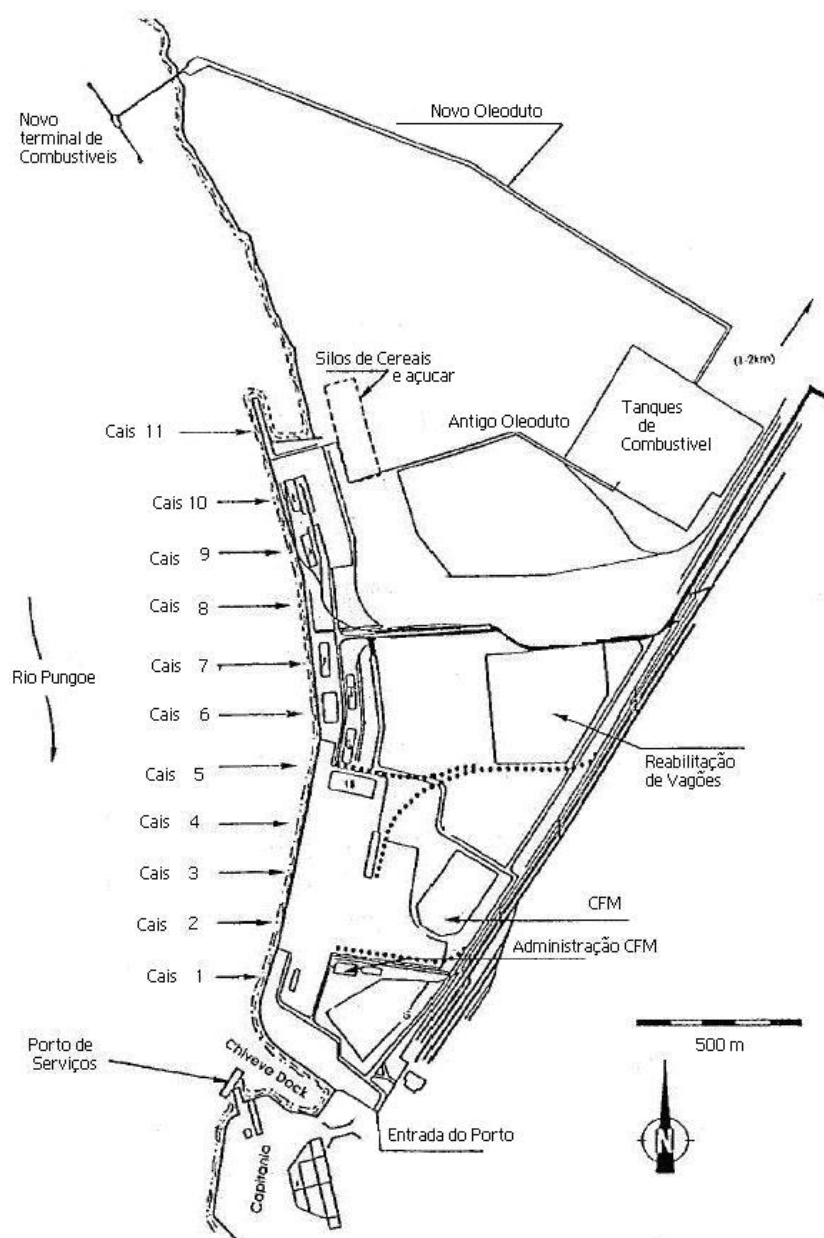 Novo
terminal de
Combustiveis
Novo Oleoduto
(1-2km)
Silos de Cereais
e açucar
Antigo Oleoduto
Tanques
de
Combustivel
Cais 11
Cais 10
Cais 9
Cais 8
Cais 7
Cais 6
Cais 5
Cais 4
Cais 3
Cais 2
Cais 1
Rio Pungoe
Reabilitação
de Vagões
CFM
Administração CFM
500 m
Porto de
Serviços
Chiveve Dock
Entrada do Porto
Capitania
N